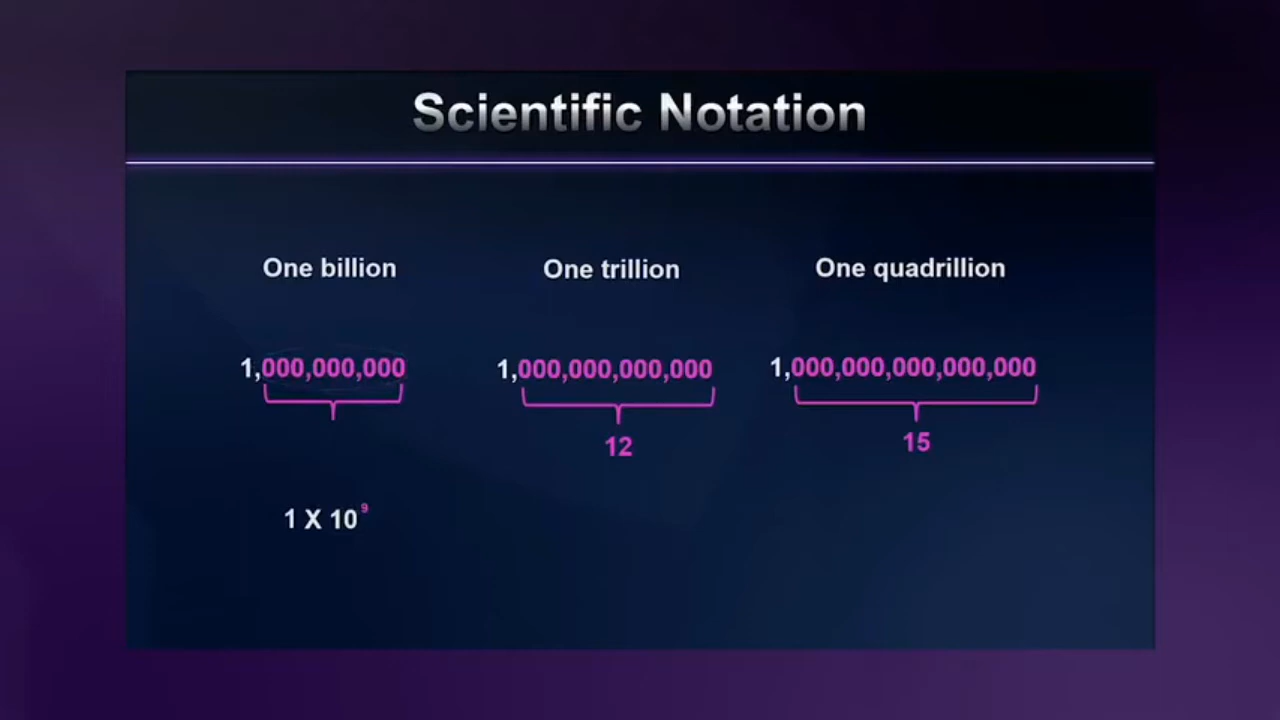 Scientific Notation
One billion One trillion One quadrillion
1,000,000,000 1,000,000,000,000 1,000,000,000,000,000
12 15
1 X 10⁹